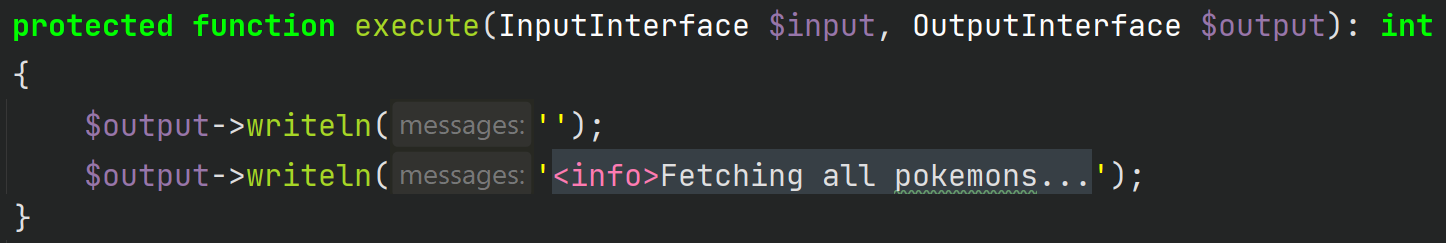 protected function execute(InputInterface $input, OutputInterface $output): int
{
    $output->writeln( messages: '');
    $output->writeln( messages: '<info>Fetching all pokemons...');
}